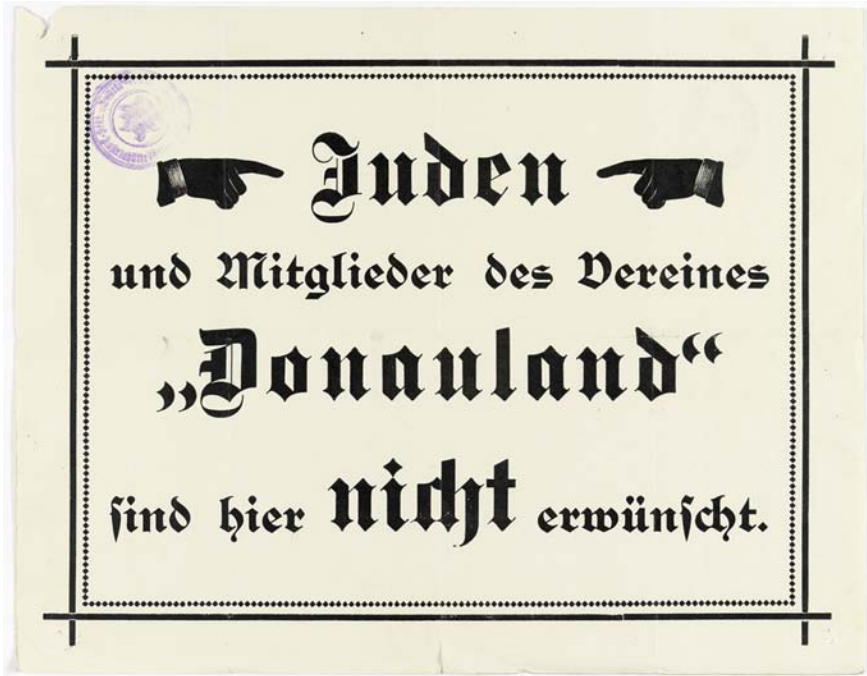 Juden
und Mitglieder des Vereines
„Donauland“
sind hier nicht erwünscht.